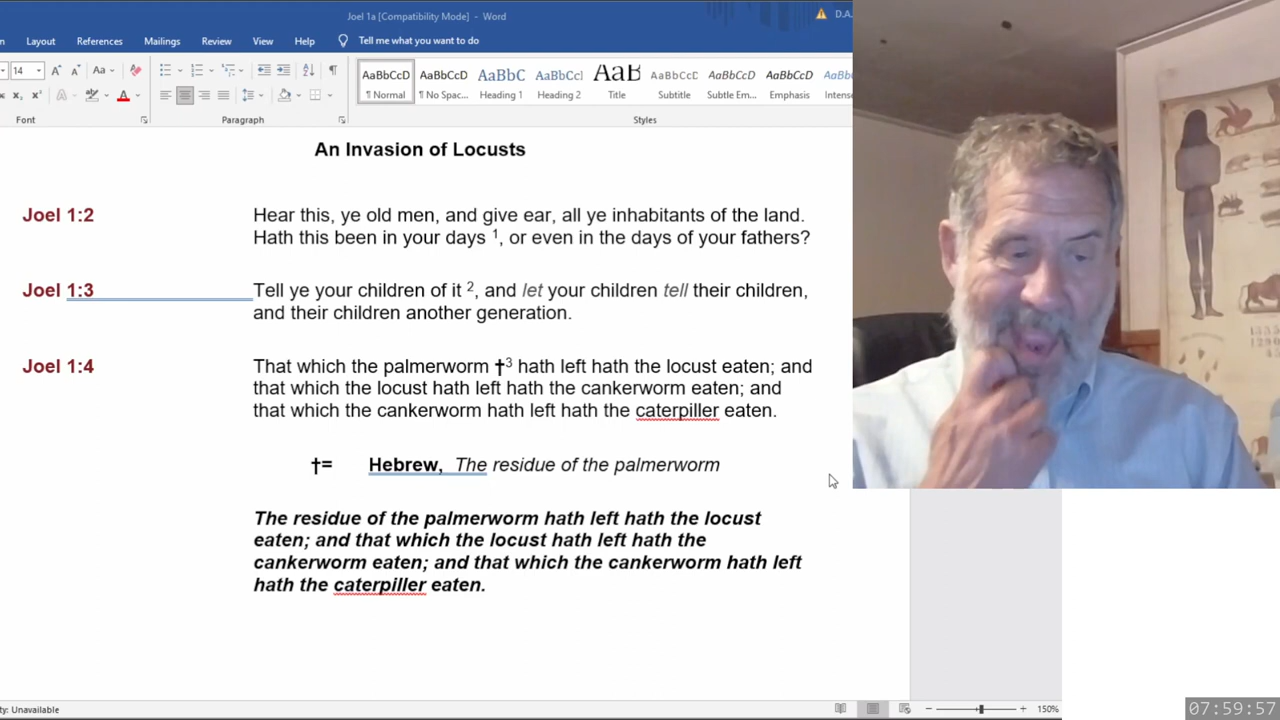 Joel 1a [Compatibility Mode] - Word
D.A.
Layout References Mailings Review View Help Tell me what you want to do
14 Aa
AaBbCcD AaBbCcD AaBbC AaBbCcl AaB AaBbCcD AaBbCcD AaBbCcD
¶ Normal ¶ No Spac... Heading 1 Heading 2 Title Subtitle Subtle Em... Emphasis Intense
Font Paragraph Styles
An Invasion of Locusts
Joel 1:2 Hear this, ye old men, and give ear, all ye inhabitants of the land.
Hath this been in your days ¹, or even in the days of your fathers?
Joel 1:3 Tell ye your children of it ², and let your children tell their children,
and their children another generation.
Joel 1:4 That which the palmerworm †³ hath left hath the locust eaten; and
that which the locust hath left hath the cankerworm eaten; and
that which the cankerworm hath left hath the caterpiller eaten.
†= Hebrew, The residue of the palmerworm
The residue of the palmerworm hath left hath the locust
eaten; and that which the locust hath left hath the
cankerworm eaten; and that which the cankerworm hath left
hath the caterpiller eaten.
ty: Unavailable
150%
07:59:57